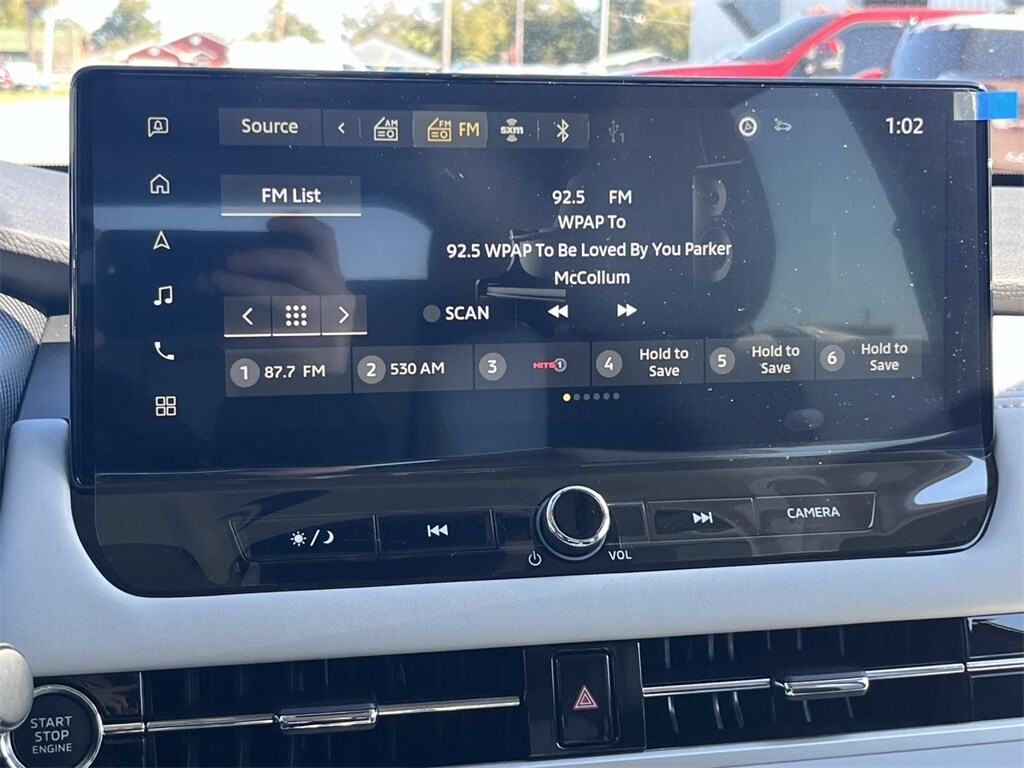 Source
AM
FM FM
sxm
1:02
FM List
92.5 FM
WPAP To
92.5 WPAP To Be Loved By You Parker
McCollum
SCAN
1 87.7 FM
2 530 AM
3 HITS1
4 Hold to
Save
5 Hold to
Save
6 Hold to
Save
CAMERA
VOL
START
STOP
ENGINE